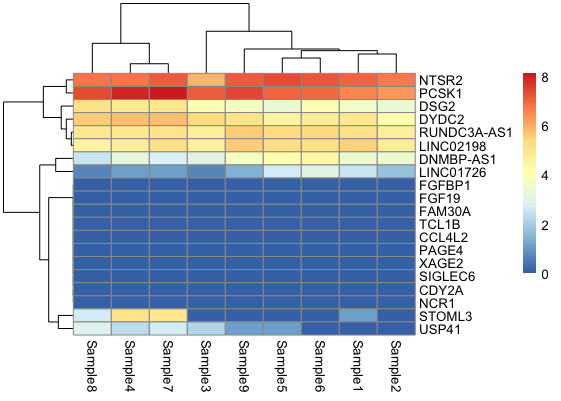 NTSR2
PCSK1
DSG2
DYDC2
RUNDC3A-AS1
LINC02198
DNMBP-AS1
LINC01726
FGFBP1
FGF19
FAM30A
TCL1B
CCL4L2
PAGE4
XAGE2
SIGLEC6
CDY2A
NCR1
STOML3
USP41
Sample8
Sample4
Sample7
Sample3
Sample9
Sample5
Sample6
Sample1
Sample2
8
6
4
2
0